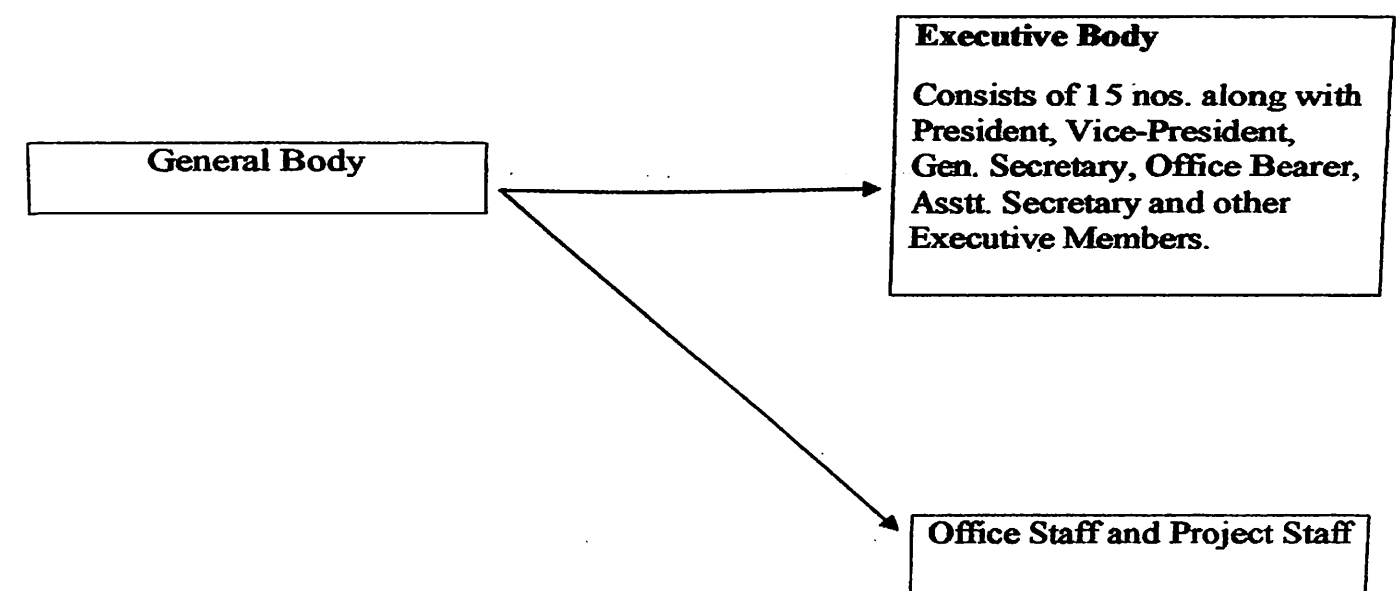 General Body
Executive Body
Consists of 15 nos. along with
President, Vice-President,
Gen. Secretary, Office Bearer,
Asstt. Secretary and other
Executive Members.
Office Staff and Project Staff